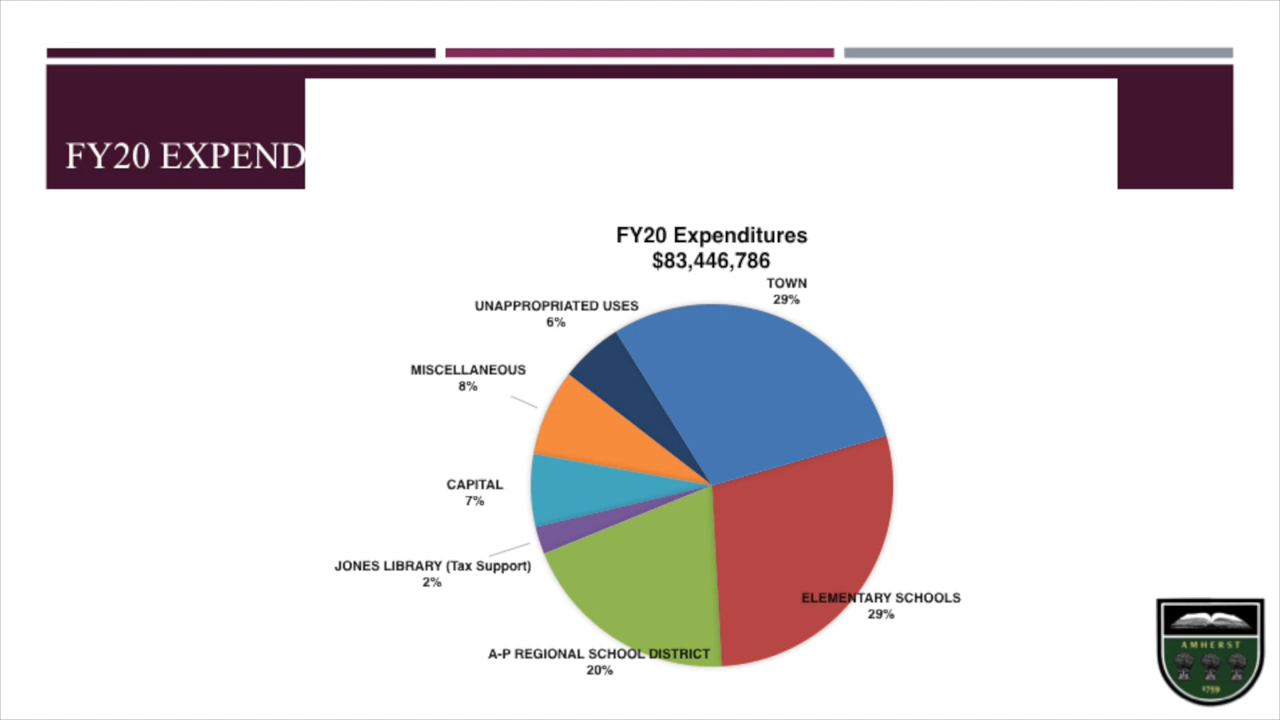 FY20 EXPEND
FY20 Expenditures
$83,446,786
TOWN
29%
UNAPPROPRIATED USES
6%
MISCELLANEOUS
8%
CAPITAL
7%
JONES LIBRARY (Tax Support)
2%
ELEMENTARY SCHOOLS
29%
A-P REGIONAL SCHOOL DISTRICT
20%
AMHERST
1759